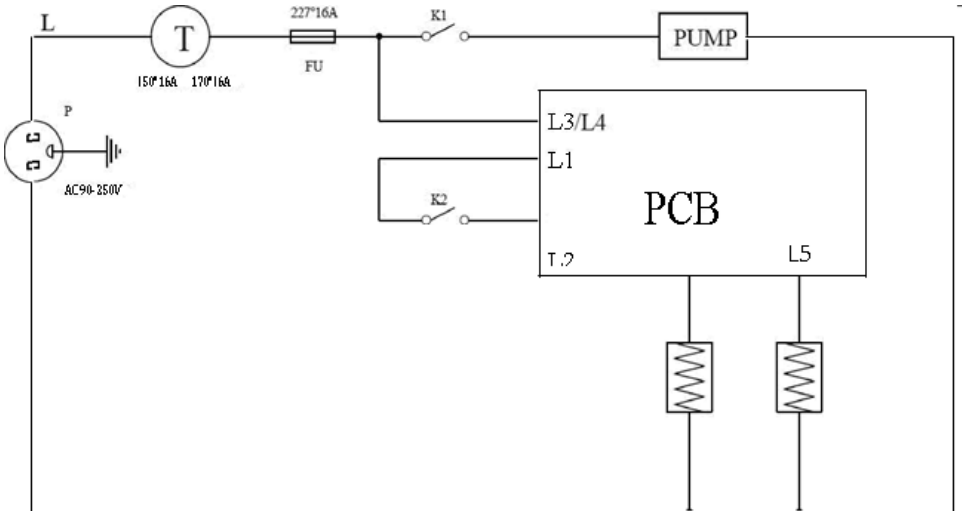 L
T
150°16A 170°16A
227°16A
FU
K1
PUMP
P
AC90-250V
L3/L4
L1
K2
PCB
L2
L5